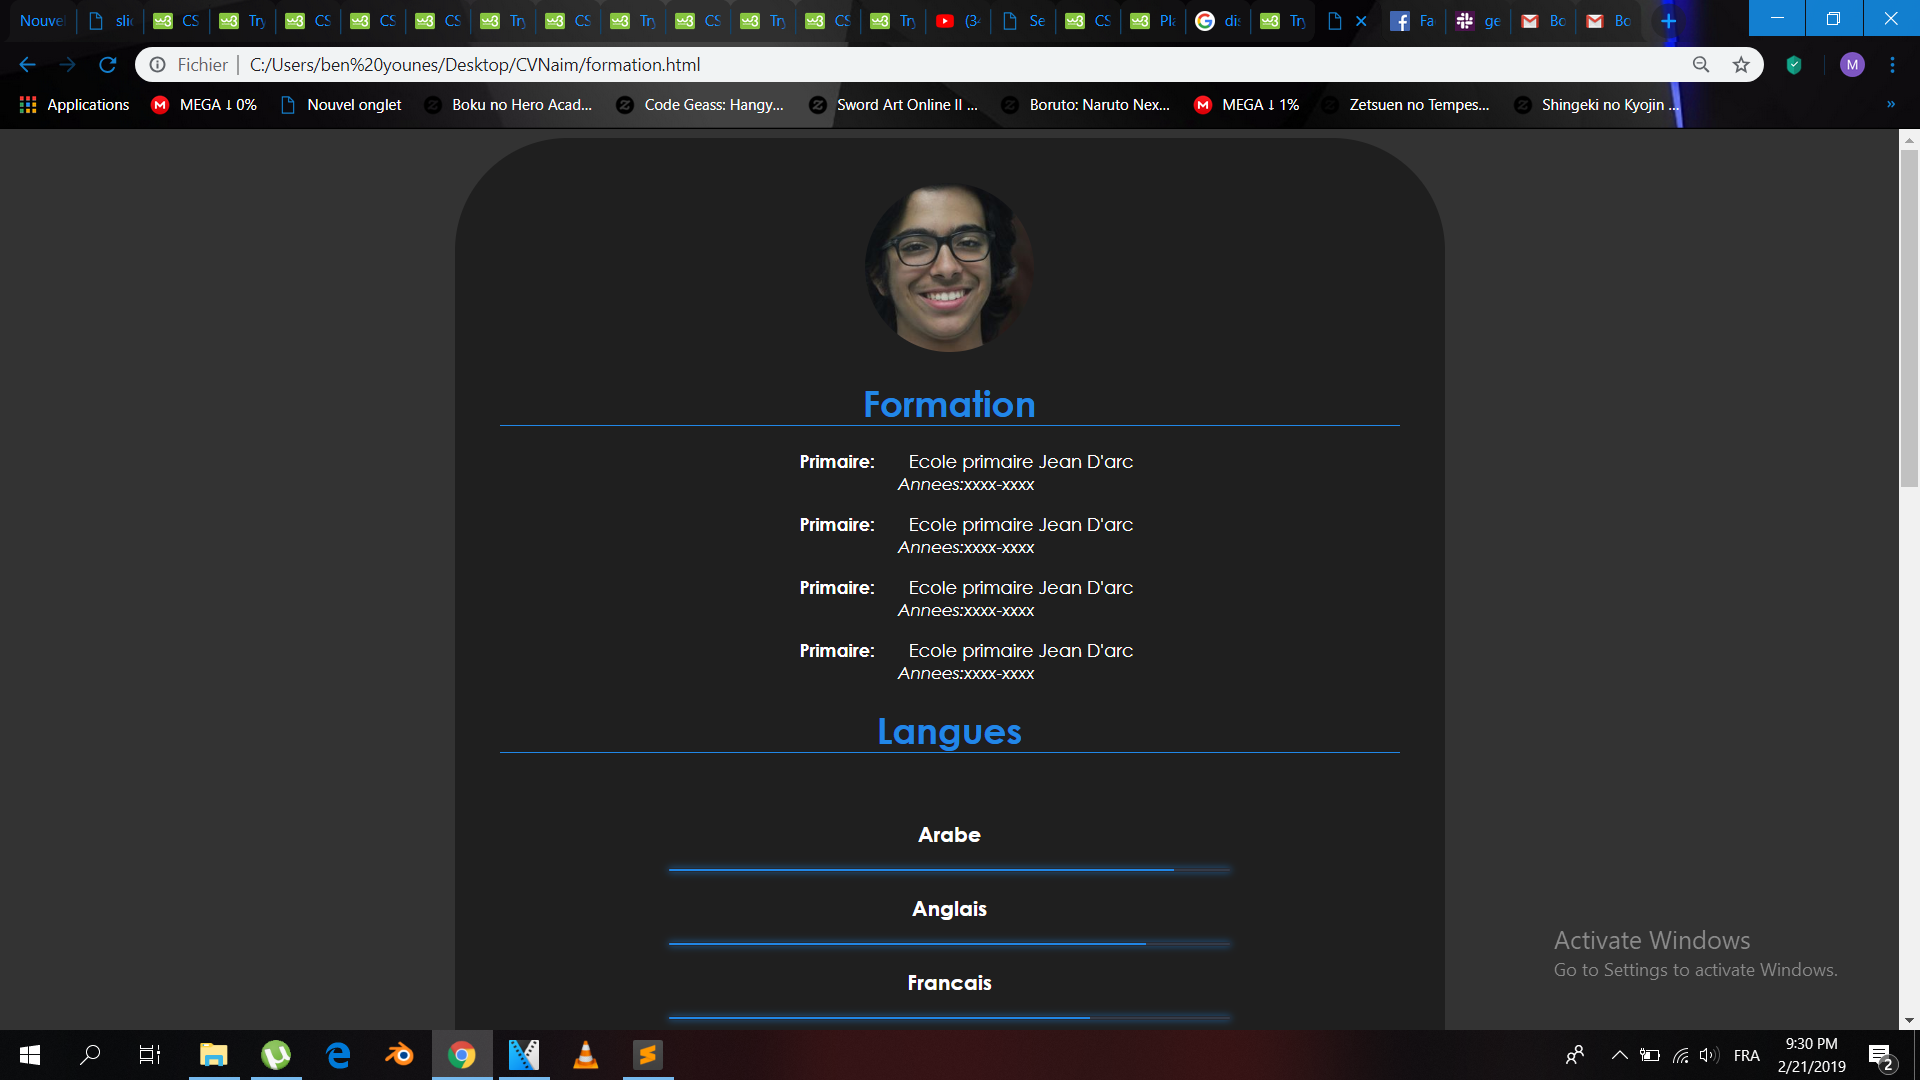 Nouvel
slid
CS
Try
CS
CS
CS
Try
CS
Try
CS
Try
CS
Try
(34
Se
CS
Pla
dis
Try
Fa
ge
Bo
Bo
Fichier | C:/Users/ben%20younes/Desktop/CVNaim/formation.html
M
Applications
MEGA ⭣ 0%
Nouvel onglet
Boku no Hero Acad...
Code Geass: Hangy...
Sword Art Online II ...
Boruto: Naruto Nex...
MEGA ⭣ 1%
Zetsuen no Tempes...
Shingeki no Kyojin ...
»
Formation
Primaire: Ecole primaire Jean D'arc
Annees:xxxx-xxxx
Primaire: Ecole primaire Jean D'arc
Annees:xxxx-xxxx
Primaire: Ecole primaire Jean D'arc
Annees:xxxx-xxxx
Primaire: Ecole primaire Jean D'arc
Annees:xxxx-xxxx
Langues
Arabe
Anglais
Francais
Activate Windows
Go to Settings to activate Windows.
FRA
9:30 PM
2/21/2019
2